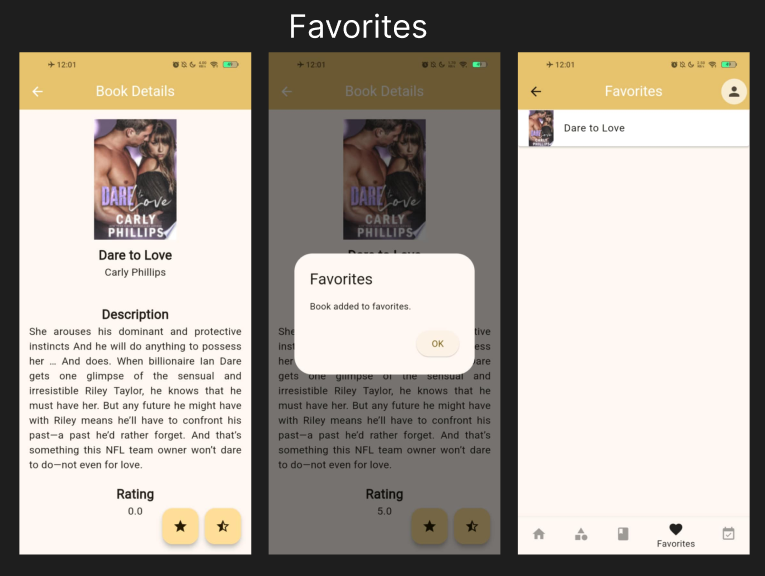 Favorites
12:01
Book Details
DARE
to Love
CARLY
PHILLIPS
Dare to Love
Carly Phillips
Description
She arouses his dominant and protective
instincts And he will do anything to possess
her ... And does. When billionaire Ian Dare
gets one glimpse of the sensual and
irresistible Riley Taylor, he knows that he
must have her. But any future he might have
with Riley means he'll have to confront his
past—a past he'd rather forget. And that's
something this NFL team owner won't dare
to do—not even for love.
Rating
0.0
12:01
Book Details
DARE
to Love
CARLY
PHILLIPS
Dare to Love
Favorites
Book added to favorites.
OK
She
tive
inst
sess
her
are
gets one glimpse of the sensual and
irresistible Riley Taylor, he knows that he
must have her. But any future he might have
with Riley means he'll have to confront his
past—a past he'd rather forget. And that's
something this NFL team owner won't dare
to do—not even for love.
Rating
5.0
12:01
Favorites
Dare to Love
Favorites